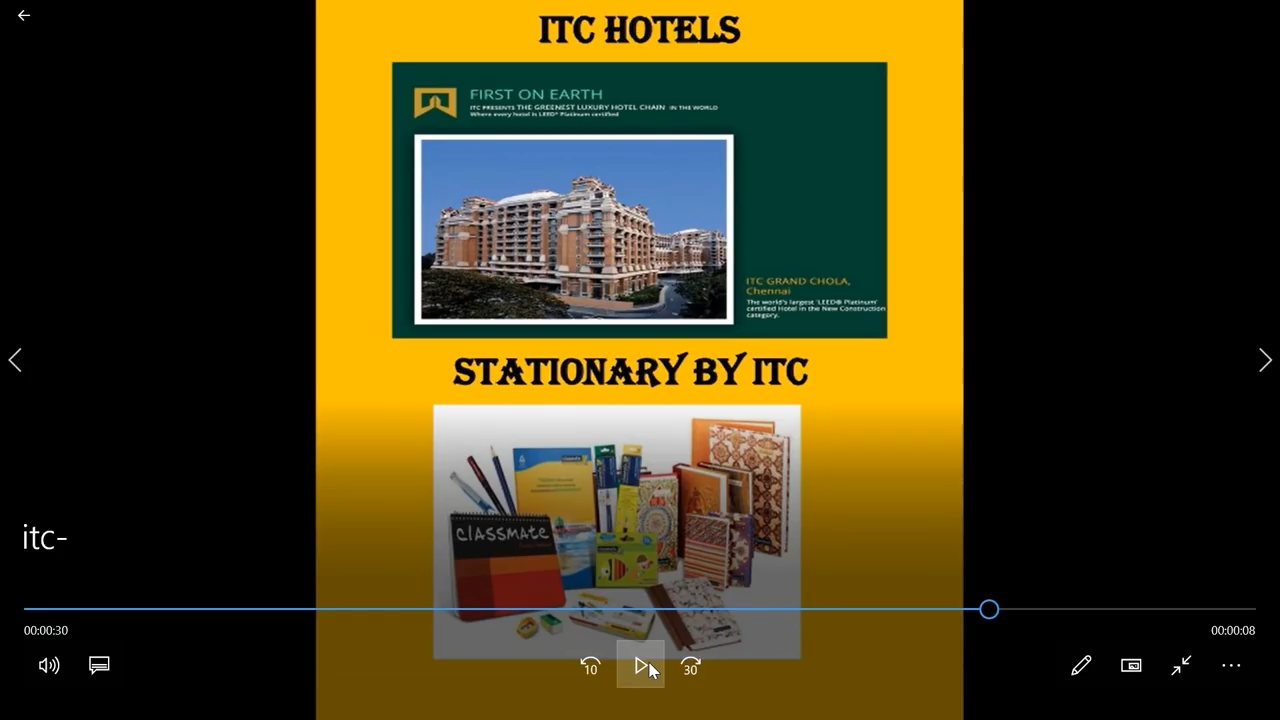 ITC HOTELS
FIRST ON EARTH
ITC PRESENTS THE GREENEST LUXURY HOTEL CHAIN IN THE WORLD
Where every hotel is LEED® Platinum certified
ITC GRAND CHOLA,
Chennai
The world's largest 'LEED® Platinum'
certified Hotel in the New Construction
category.
STATIONARY BY ITC
CLASSMATE
itc-
00:00:30
00:00:08
10
30